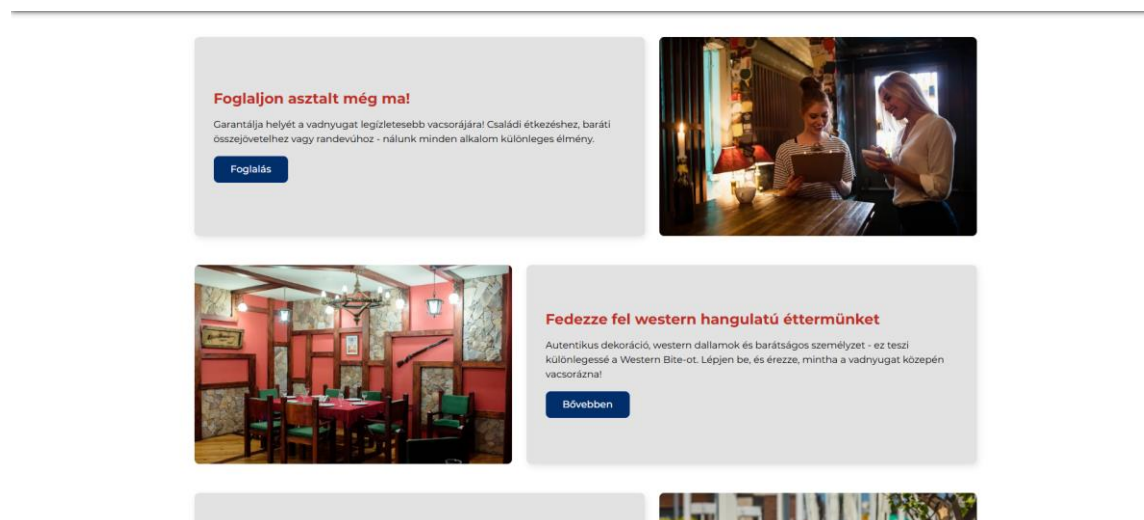 Foglaljon asztalt még ma!
Garantálja helyét a vadnyugat legízletesebb vacsorájára! Családi étkezéshez, baráti
összejövetelhez vagy randevúhoz - nálunk minden alkalom különleges élmény.
Foglalás
Fedezze fel western hangulatú éttermünket
Autentikus dekoráció, western dallamok és barátságos személyzet - ez teszi
különlegessé a Western Bite-ot. Lépjen be, és érezze, mintha a vadnyugat közepén
vacsorázna!
Bővebben